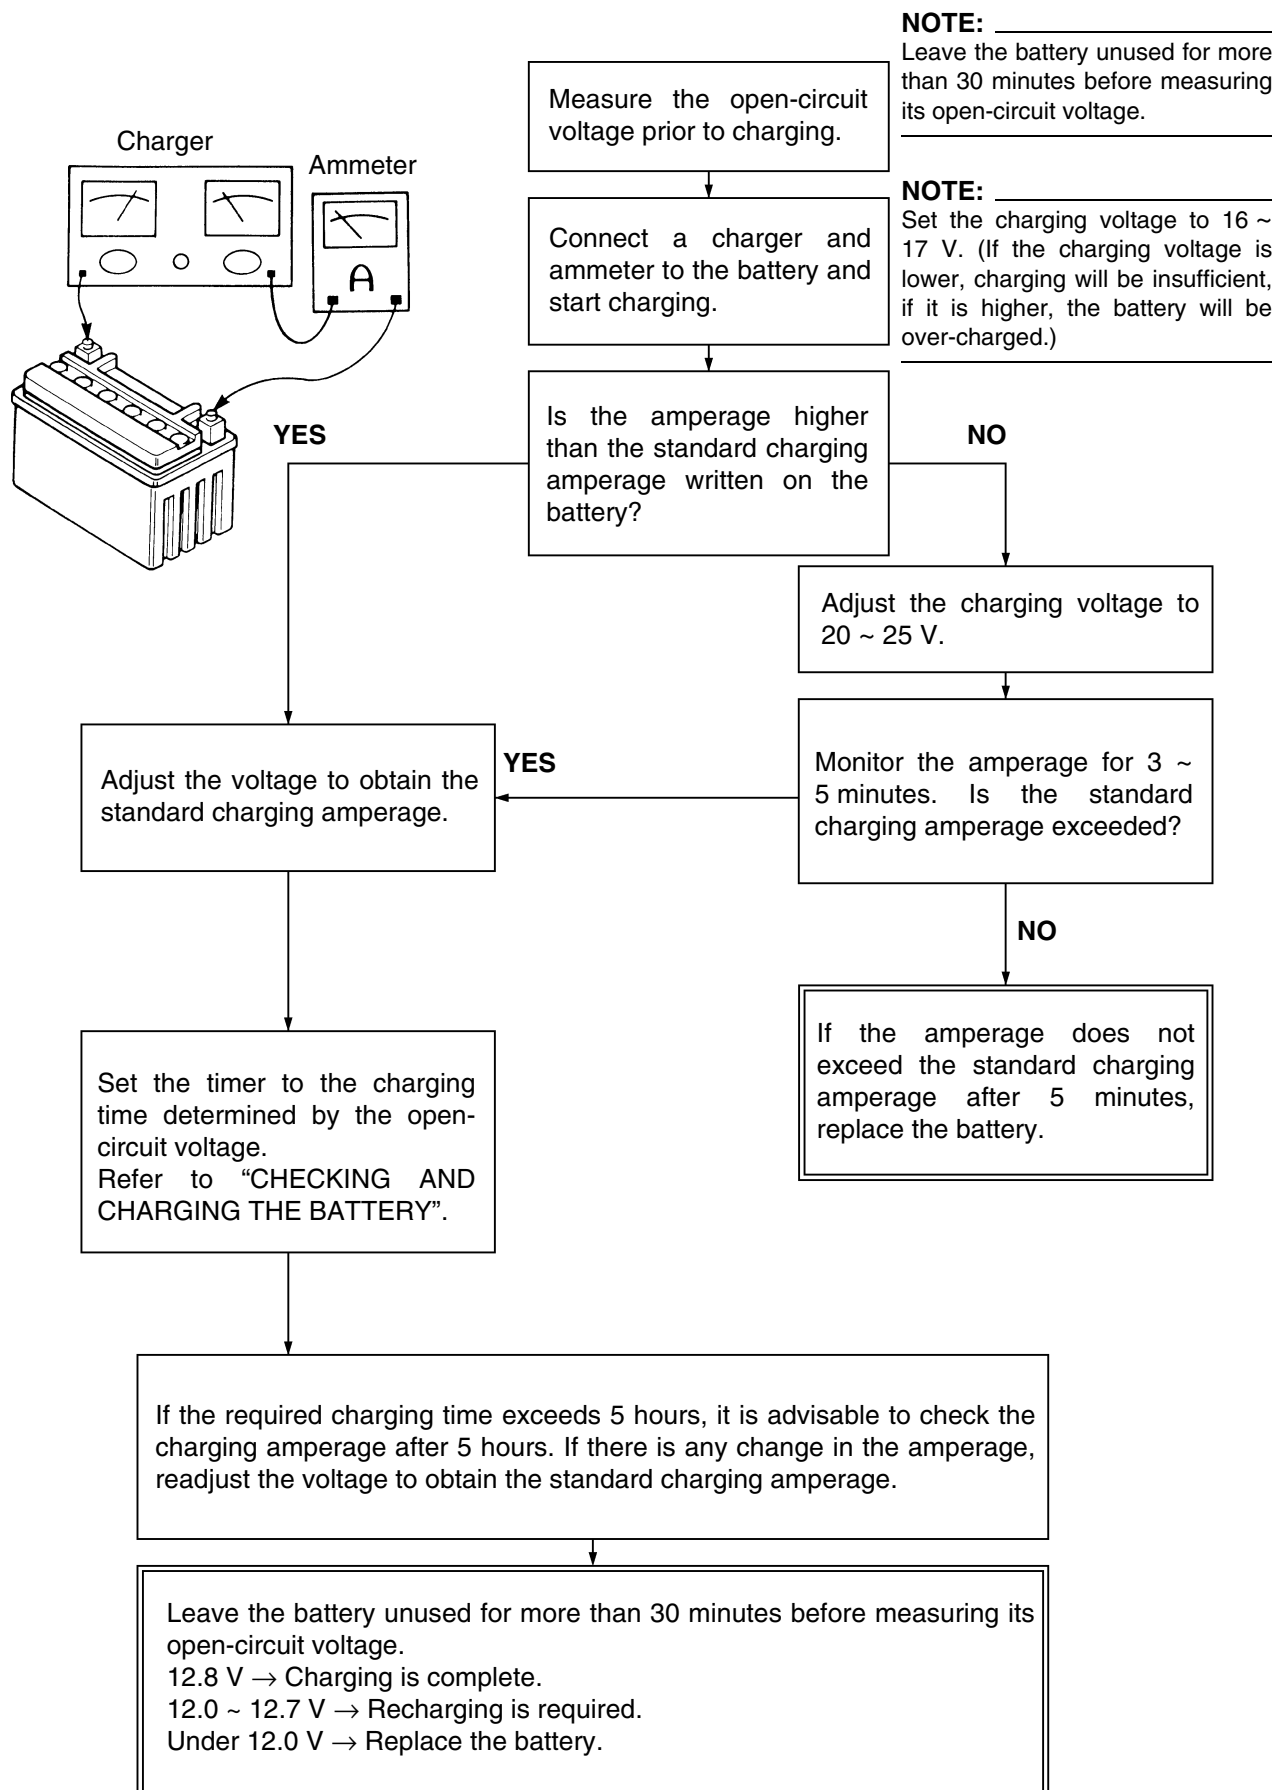 NOTE:
Leave the battery unused for more
than 30 minutes before measuring
its open-circuit voltage.
Measure the open-circuit
voltage prior to charging.
Charger
Ammeter
A
NOTE:
Set the charging voltage to 16 ~
17 V. (If the charging voltage is
lower, charging will be insufficient,
if it is higher, the battery will be
over-charged.)
Connect a charger and
ammeter to the battery and
start charging.
Is the amperage higher
than the standard charging
amperage written on the
battery?
YES
NO
Adjust the charging voltage to
20 ~ 25 V.
Monitor the amperage for 3 ~
5 minutes. Is the standard
charging amperage exceeded?
YES
Adjust the voltage to obtain the
standard charging amperage.
NO
If the amperage does not
exceed the standard charging
amperage after 5 minutes,
replace the battery.
Set the timer to the charging
time determined by the open-
circuit voltage.
Refer to “CHECKING AND
CHARGING THE BATTERY”.
If the required charging time exceeds 5 hours, it is advisable to check the
charging amperage after 5 hours. If there is any change in the amperage,
readjust the voltage to obtain the standard charging amperage.
Leave the battery unused for more than 30 minutes before measuring its
open-circuit voltage.
12.8 V → Charging is complete.
12.0 ~ 12.7 V → Recharging is required.
Under 12.0 V → Replace the battery.